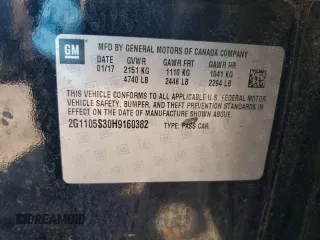 GM
MFD BY GENERAL MOTORS OF CANADA COMPANY
DATE GVWR GAWR FRT GAWR RR
01/17 2151 KG 1110 KG 1041 KG
4740 LB 2446 LB 2294 LB
THIS VEHICLE CONFORMS TO ALL APPLICABLE U.S. FEDERAL MOTOR
VEHICLE SAFETY, BUMPER, AND THEFT PREVENTION STANDARDS
IN EFFECT ON THE DATE OF MANUFACTURE SHOWN ABOVE.
2G1105S30H9160382 TYPE: PASS CAR
DREAMBID